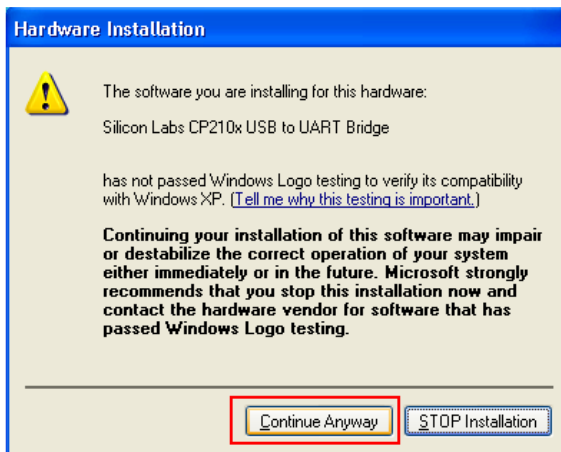 Hardware Installation
The software you are installing for this hardware:
Silicon Labs CP210x USB to UART Bridge
has not passed Windows Logo testing to verify its compatibility
with Windows XP. (Tell me why this testing is important.)
Continuing your installation of this software may impair
or destabilize the correct operation of your system
either immediately or in the future. Microsoft strongly
recommends that you stop this installation now and
contact the hardware vendor for software that has
passed Windows Logo testing.
Continue Anyway
STOP Installation